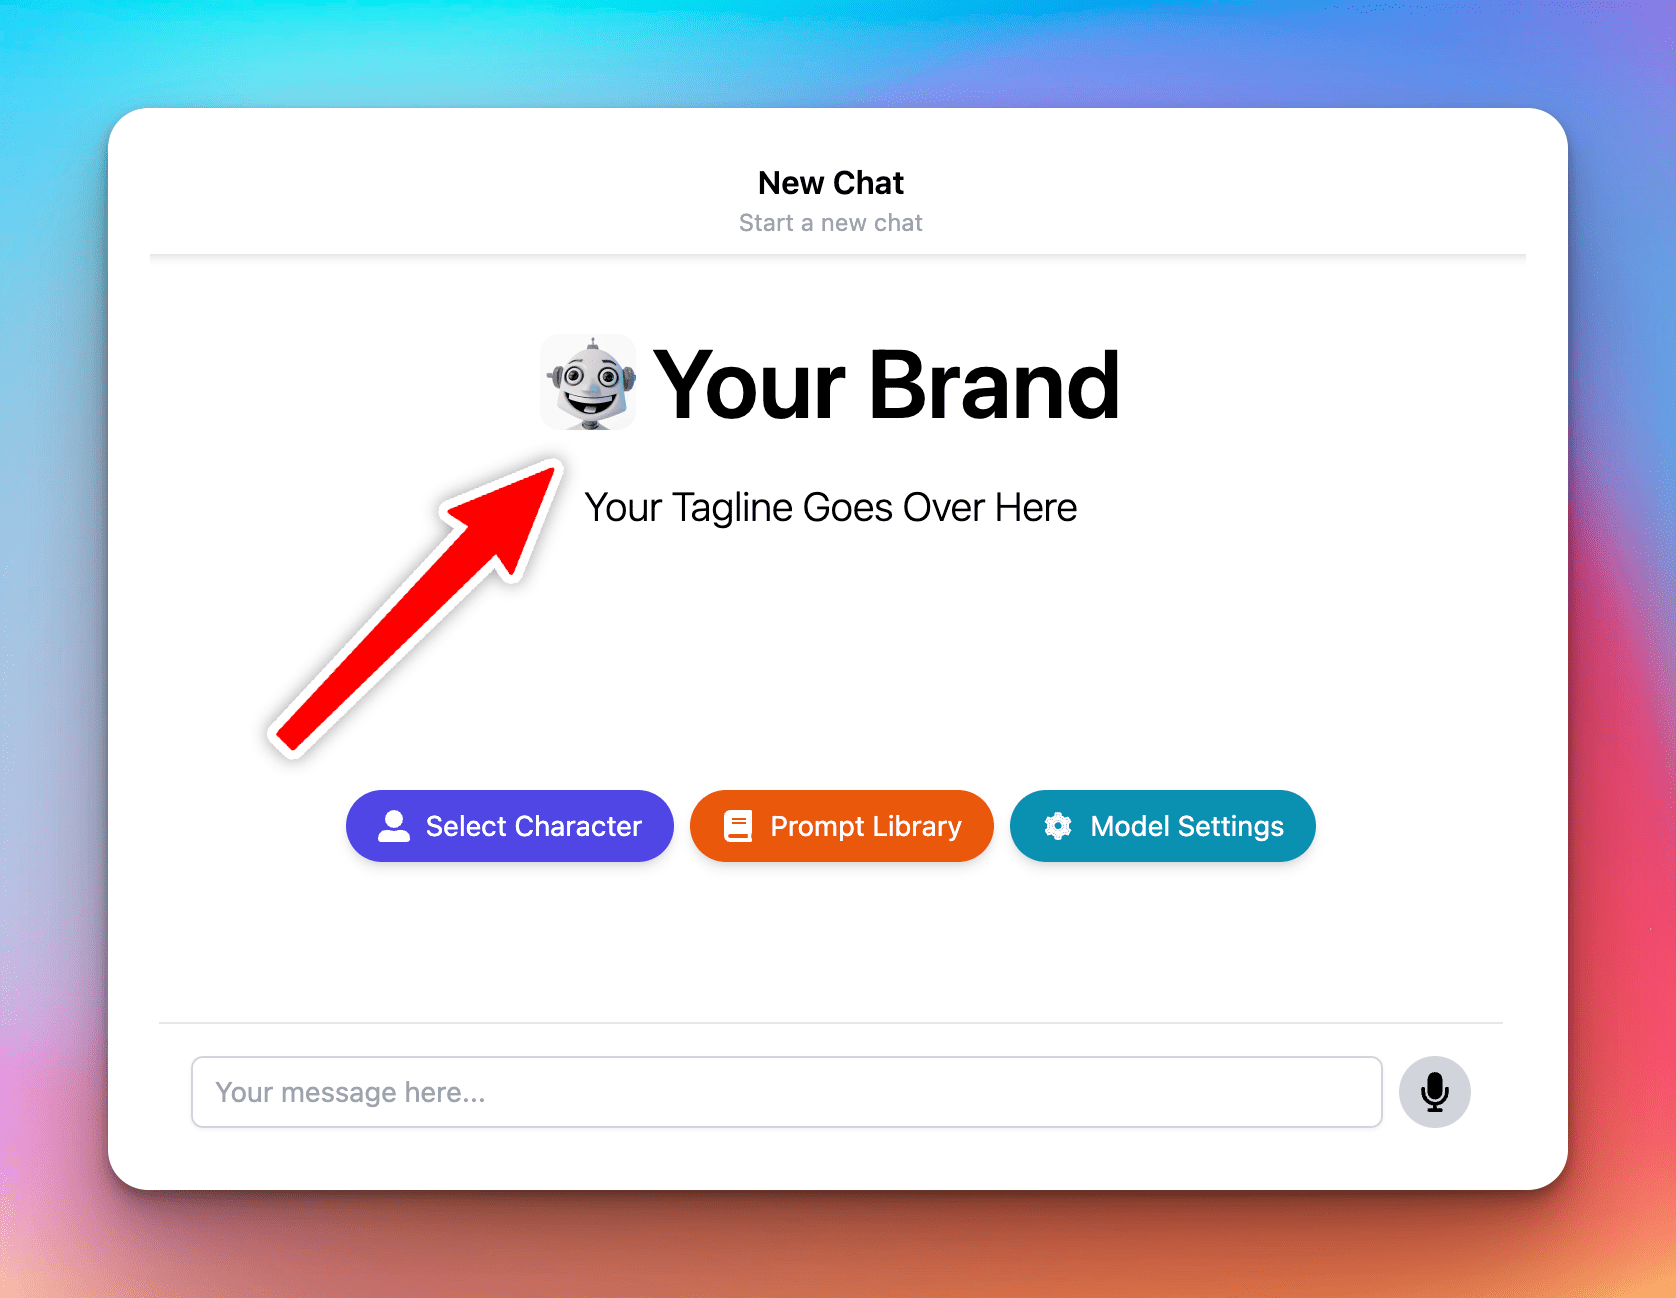 New Chat
Start a new chat
Your Brand
Your Tagline Goes Over Here
Select Character
Prompt Library
Model Settings
Your message here...